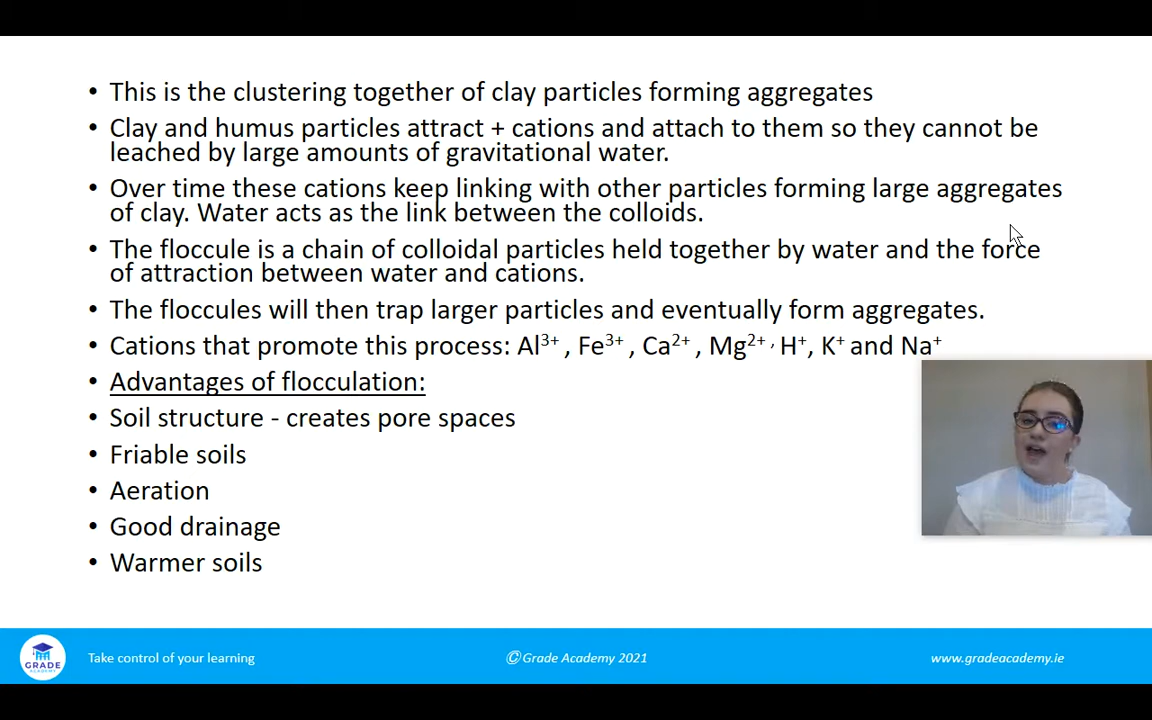 • This is the clustering together of clay particles forming aggregates
• Clay and humus particles attract + cations and attach to them so they cannot be
leached by large amounts of gravitational water.
• Over time these cations keep linking with other particles forming large aggregates
of clay. Water acts as the link between the colloids.
• The floccule is a chain of colloidal particles held together by water and the force
of attraction between water and cations.
• The floccules will then trap larger particles and eventually form aggregates.
• Cations that promote this process: Al³⁺ , Fe³⁺ , Ca²⁺ , Mg²⁺ ˒ H⁺, K⁺ and Na⁺
• Advantages of flocculation:
• Soil structure - creates pore spaces
• Friable soils
• Aeration
• Good drainage
• Warmer soils
GRADE
ACADEMY
Take control of your learning
©Grade Academy 2021
www.gradeacademy.ie